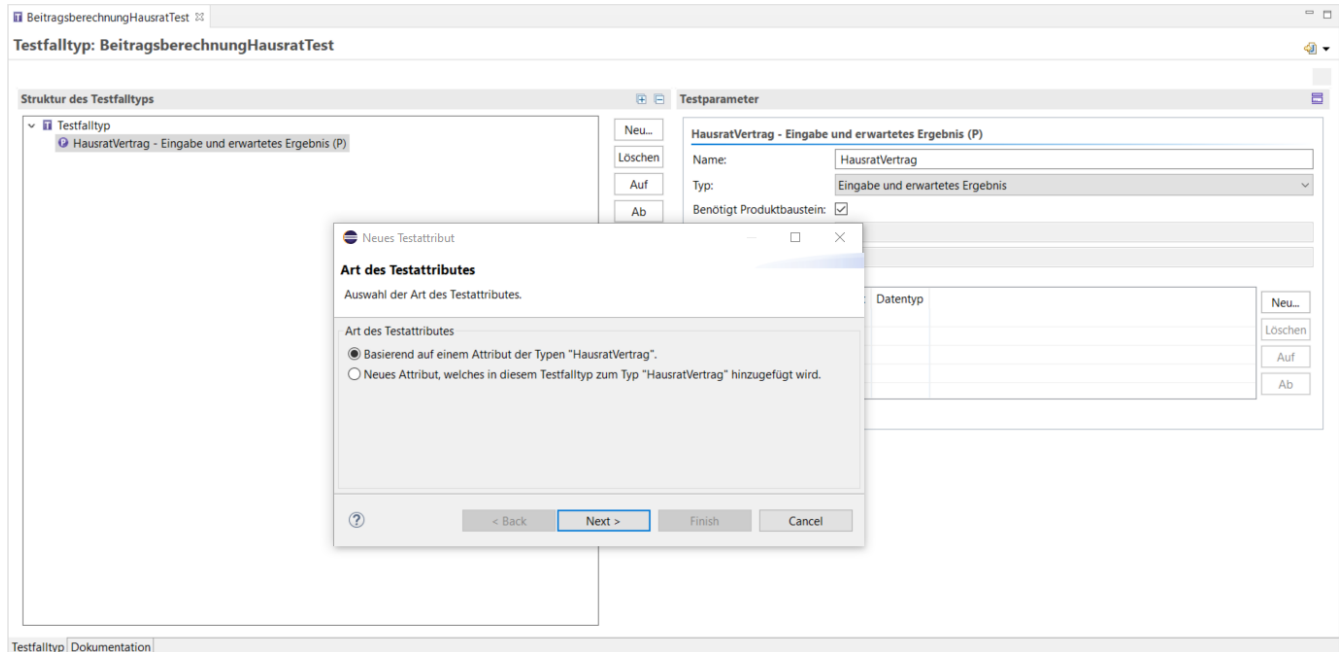 BeitragsberechnungHausratTest
Testfalltyp: BeitragsberechnungHausratTest
Struktur des Testfalltyps
Testfalltyp
HausratVertrag - Eingabe und erwartetes Ergebnis (P)
Neu...
Löschen
Auf
Ab
Testparameter
HausratVertrag - Eingabe und erwartetes Ergebnis (P)
Name: HausratVertrag
Typ: Eingabe und erwartetes Ergebnis
Benötigt Produktbaustein:
Datentyp
Neu...
Löschen
Auf
Ab
Neues Testattribut
Art des Testattributes
Auswahl der Art des Testattributes.
Art des Testattributes
Basierend auf einem Attribut der Typen "HausratVertrag".
Neues Attribut, welches in diesem Testfalltyp zum Typ "HausratVertrag" hinzugefügt wird.
< Back Next > Finish Cancel
Testfalltyp Dokumentation